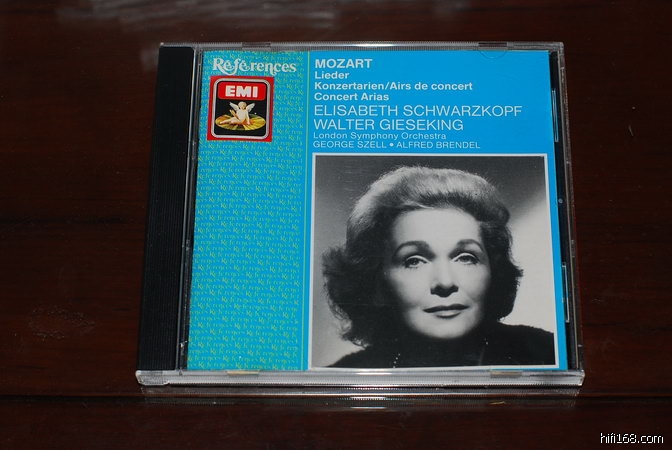 Références
EMI
MOZART
Lieder
Konzertarien/Airs de concert
Concert Arias
ELISABETH SCHWARZKOPF
WALTER GIESEKING
London Symphony Orchestra
GEORGE SZELL • ALFRED BRENDEL
hifi168.com